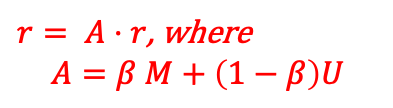 r = A · r, where
A = β M + (1 − β)U